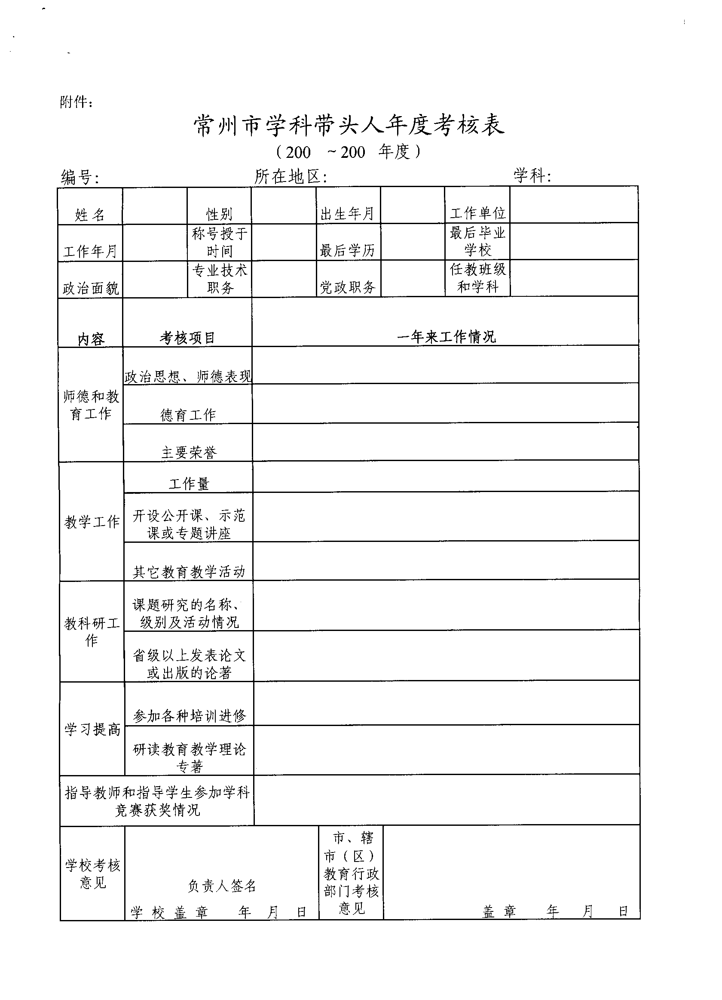 附件：
常州市学科带头人年度考核表
（200 ～200 年度）
编号： 所在地区： 学科：
姓名 性别 出生年月 工作单位
工作年月 称号授于
时间 最后学历 最后毕业
学校
政治面貌 专业技术
职务 党政职务 任教班级
和学科
内容 考核项目 一年来工作情况
师德和教
育工作
政治思想、师德表现
德育工作
主要荣誉
教学工作
工作量
开设公开课、示范
课或专题讲座
其它教育教学活动
教科研工
作
课题研究的名称、
级别及活动情况
省级以上发表论文
或出版的论著
学习提高
参加各种培训进修
研读教育教学理论
专著
指导教师和指导学生参加学科
竞赛获奖情况
学校考核
意见
负责人签名
学校盖章 年 月 日
市、辖
市（区）
教育行政
部门考核
意见
盖章 年 月 日